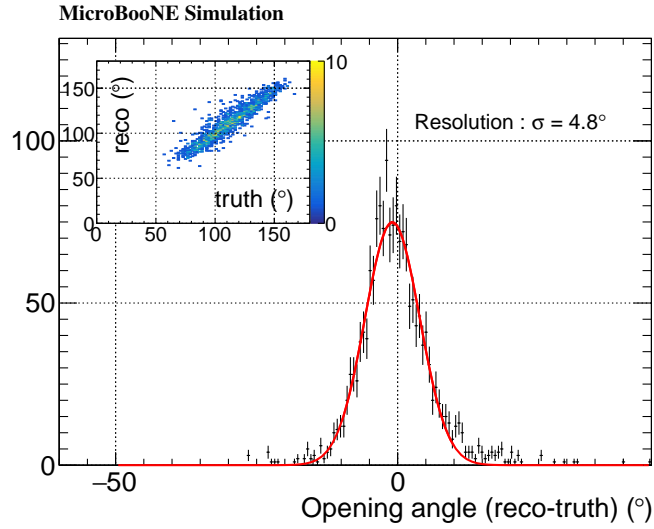 MicroBooNE Simulation
10
150
reco (°)
100
100
Resolution : σ = 4.8°
50
truth (°)
0
0 50 100 150
0
50
0
−50 0
Opening angle (reco-truth) (°)